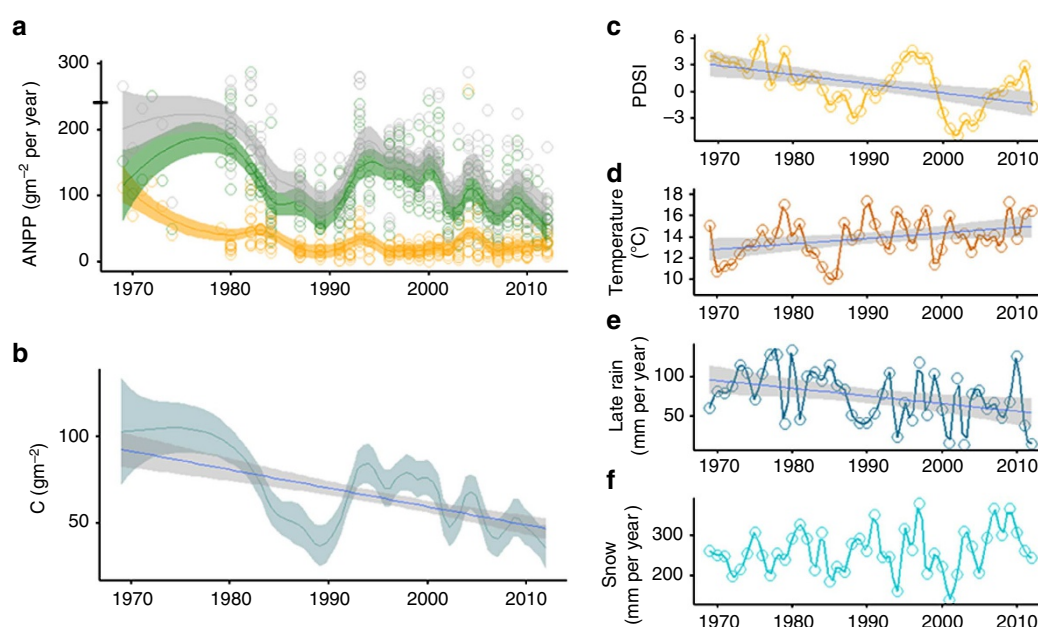 a
300
200
100
0
ANPP (gm⁻² per year)
1970 1980 1990 2000 2010
b
100
50
C (gm⁻²)
1970 1980 1990 2000 2010
c
6
3
0
−3
PDSI
1970 1980 1990 2000 2010
d
18
16
14
12
10
Temperature
(°C)
1970 1980 1990 2000 2010
e
100
50
Late rain
(mm per year)
1970 1980 1990 2000 2010
f
300
200
Snow
(mm per year)
1970 1980 1990 2000 2010